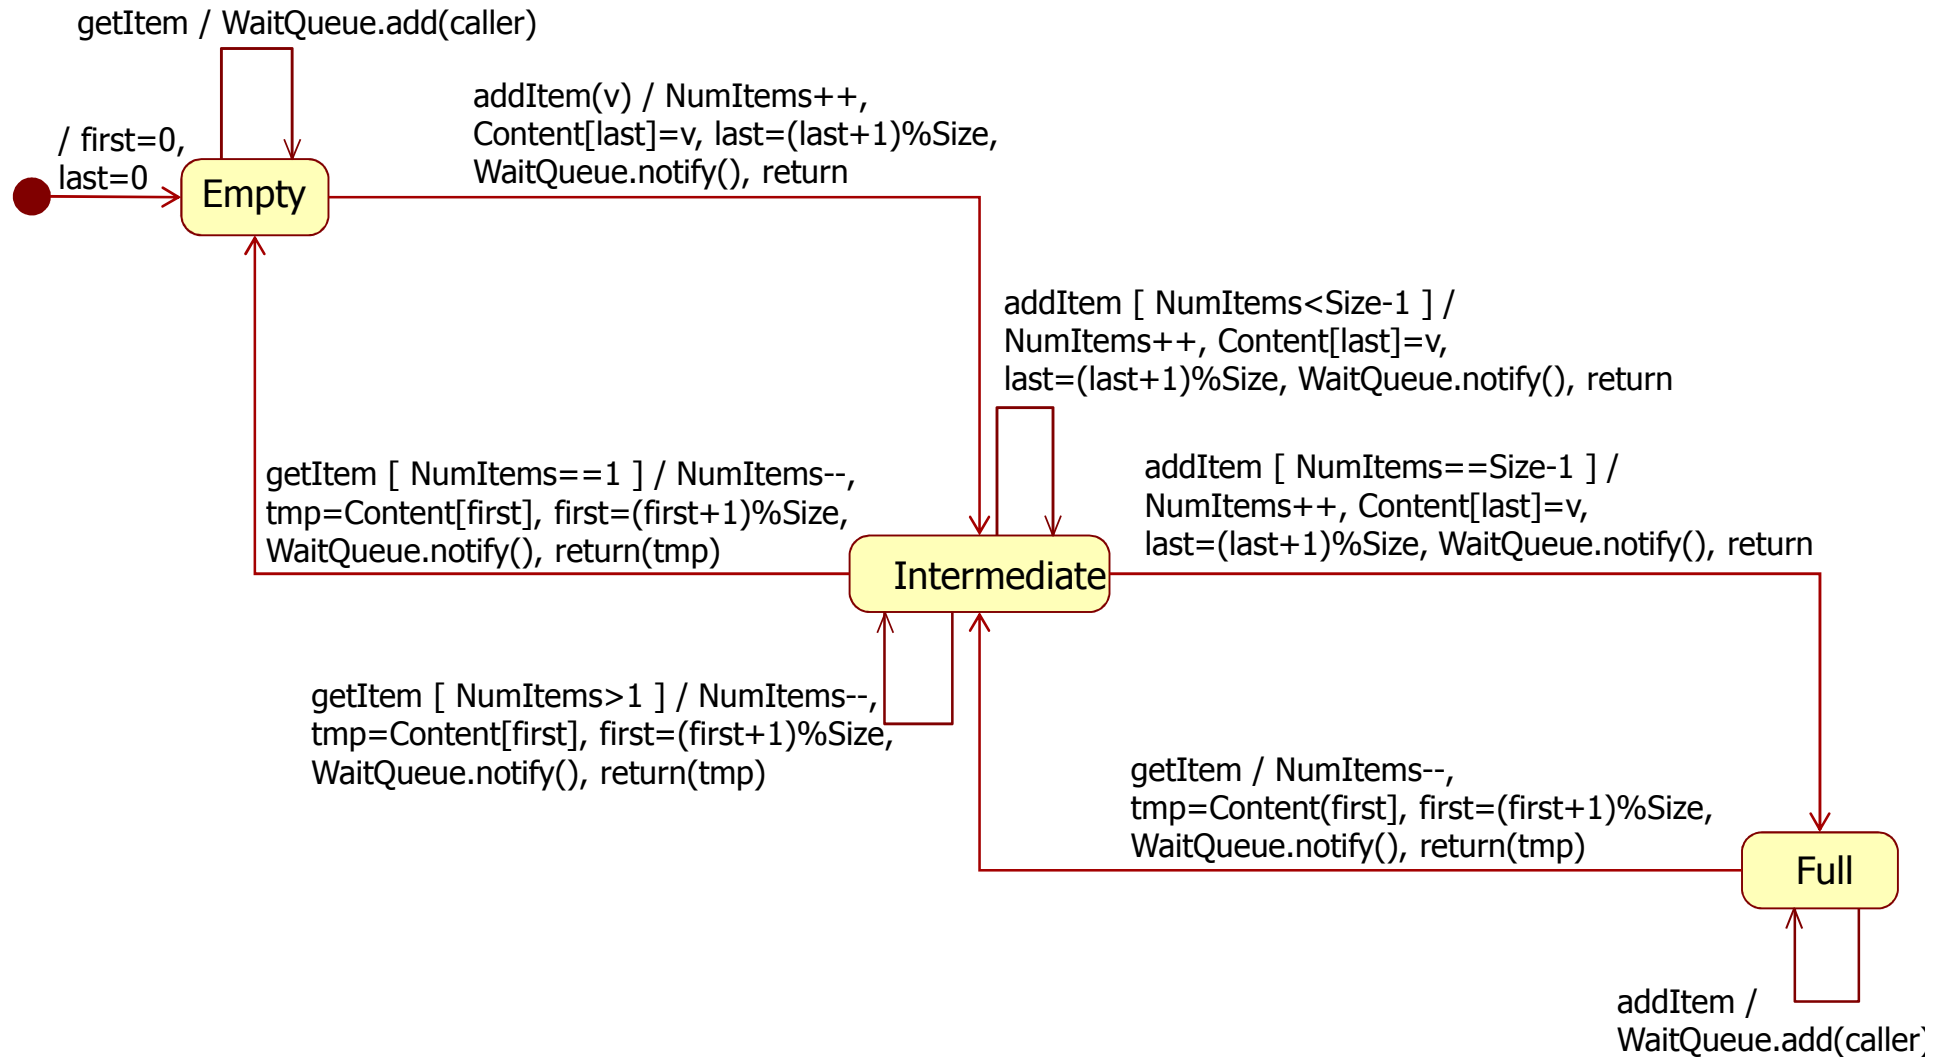 getItem / WaitQueue.add(caller)
/ first=0,
last=0
Empty
addItem(v) / NumItems++,
Content[last]=v, last=(last+1)%Size,
WaitQueue.notify(), return
addItem [ NumItems<Size-1 ] /
NumItems++, Content[last]=v,
last=(last+1)%Size, WaitQueue.notify(), return
getItem [ NumItems==1 ] / NumItems--,
tmp=Content[first], first=(first+1)%Size,
WaitQueue.notify(), return(tmp)
addItem [ NumItems==Size-1 ] /
NumItems++, Content[last]=v,
last=(last+1)%Size, WaitQueue.notify(), return
Intermediate
getItem [ NumItems>1 ] / NumItems--,
tmp=Content[first], first=(first+1)%Size,
WaitQueue.notify(), return(tmp)
getItem / NumItems--,
tmp=Content(first], first=(first+1)%Size,
WaitQueue.notify(), return(tmp)
Full
addItem /
WaitQueue.add(caller)